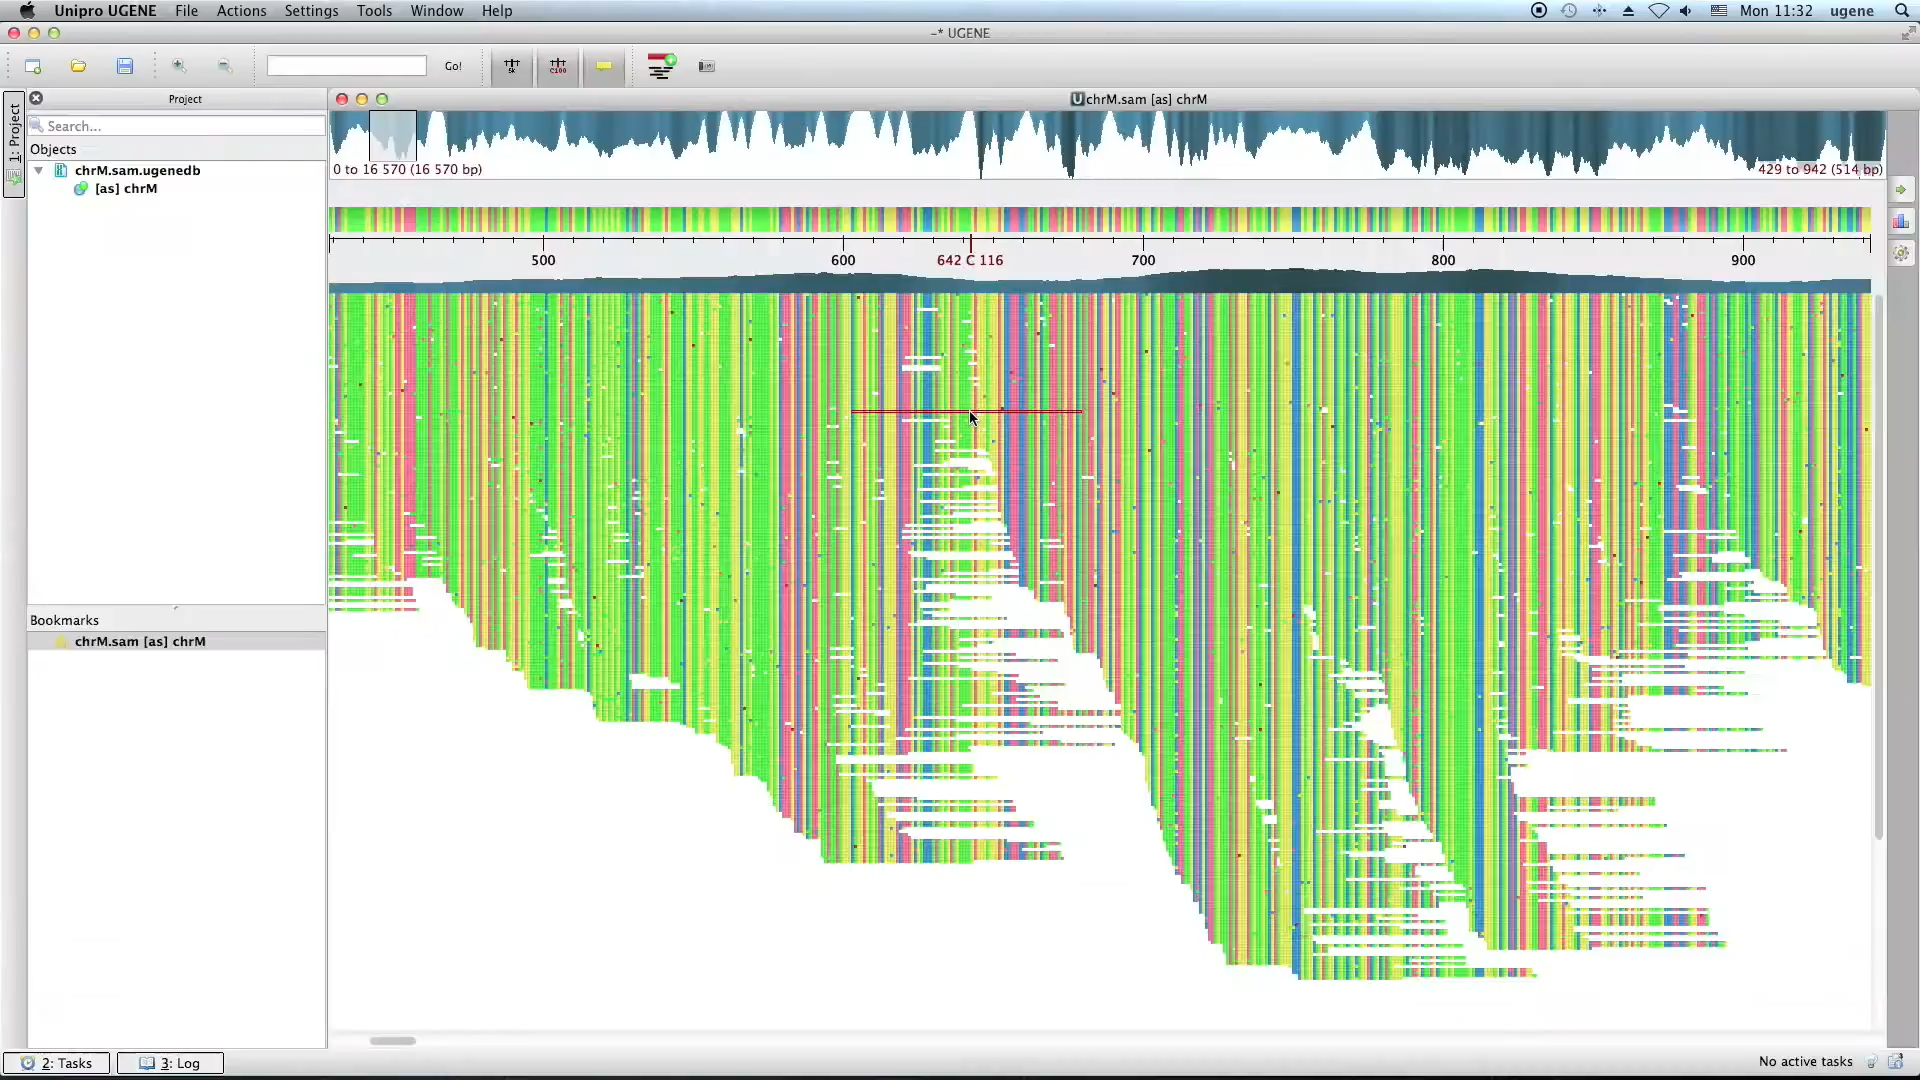 Unipro UGENE File Actions Settings Tools Window Help Mon 11:32 ugene
-* UGENE
Go! 5k C100
1: Project
Project
Search...
Objects
chrM.sam.ugenedb
[as] chrM
Bookmarks
chrM.sam [as] chrM
U chrM.sam [as] chrM
0 to 16 570 (16 570 bp) 429 to 942 (514 bp)
500 600 642 C 116 700 800 900
2: Tasks 3: Log No active tasks